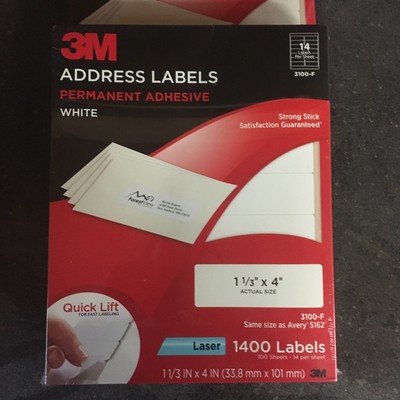 3M
14
Labels
Per Sheet
3100-F
ADDRESS LABELS
PERMANENT ADHESIVE
WHITE
Strong Stick
Satisfaction Guaranteed*
1 1/3" x 4"
ACTUAL SIZE
Quick Lift
FOR FAST LABELING
3100-F
Same size as Avery® 5162*
Laser
1400 Labels
100 Sheets - 14 per sheet
1 1/3 IN x 4 IN (33,8 mm x 101 mm)
3M